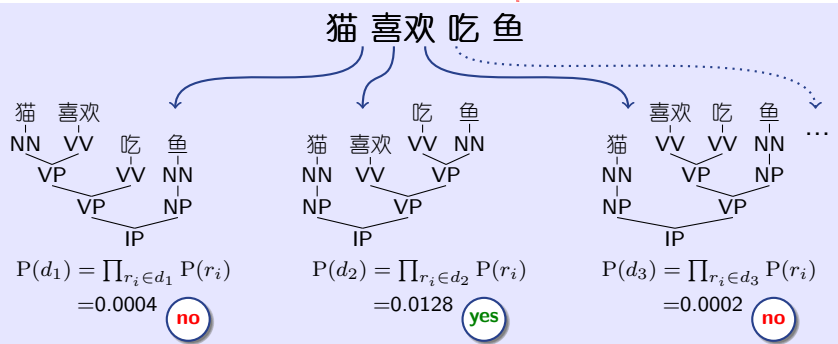 猫 喜欢 吃 鱼
猫 喜欢 吃 鱼
NN VV VV NN
VP
VP NP
IP
P(d₁) = ∏rᵢ∈d₁ P(rᵢ)
=0.0004 no
猫 喜欢 吃 鱼
NN VV VV NN
NP VP
VP
IP
P(d₂) = ∏rᵢ∈d₂ P(rᵢ)
=0.0128 yes
猫 喜欢 吃 鱼
NN VV VV NN
VP NP
NP VP
IP
P(d₃) = ∏rᵢ∈d₃ P(rᵢ)
=0.0002 no
...